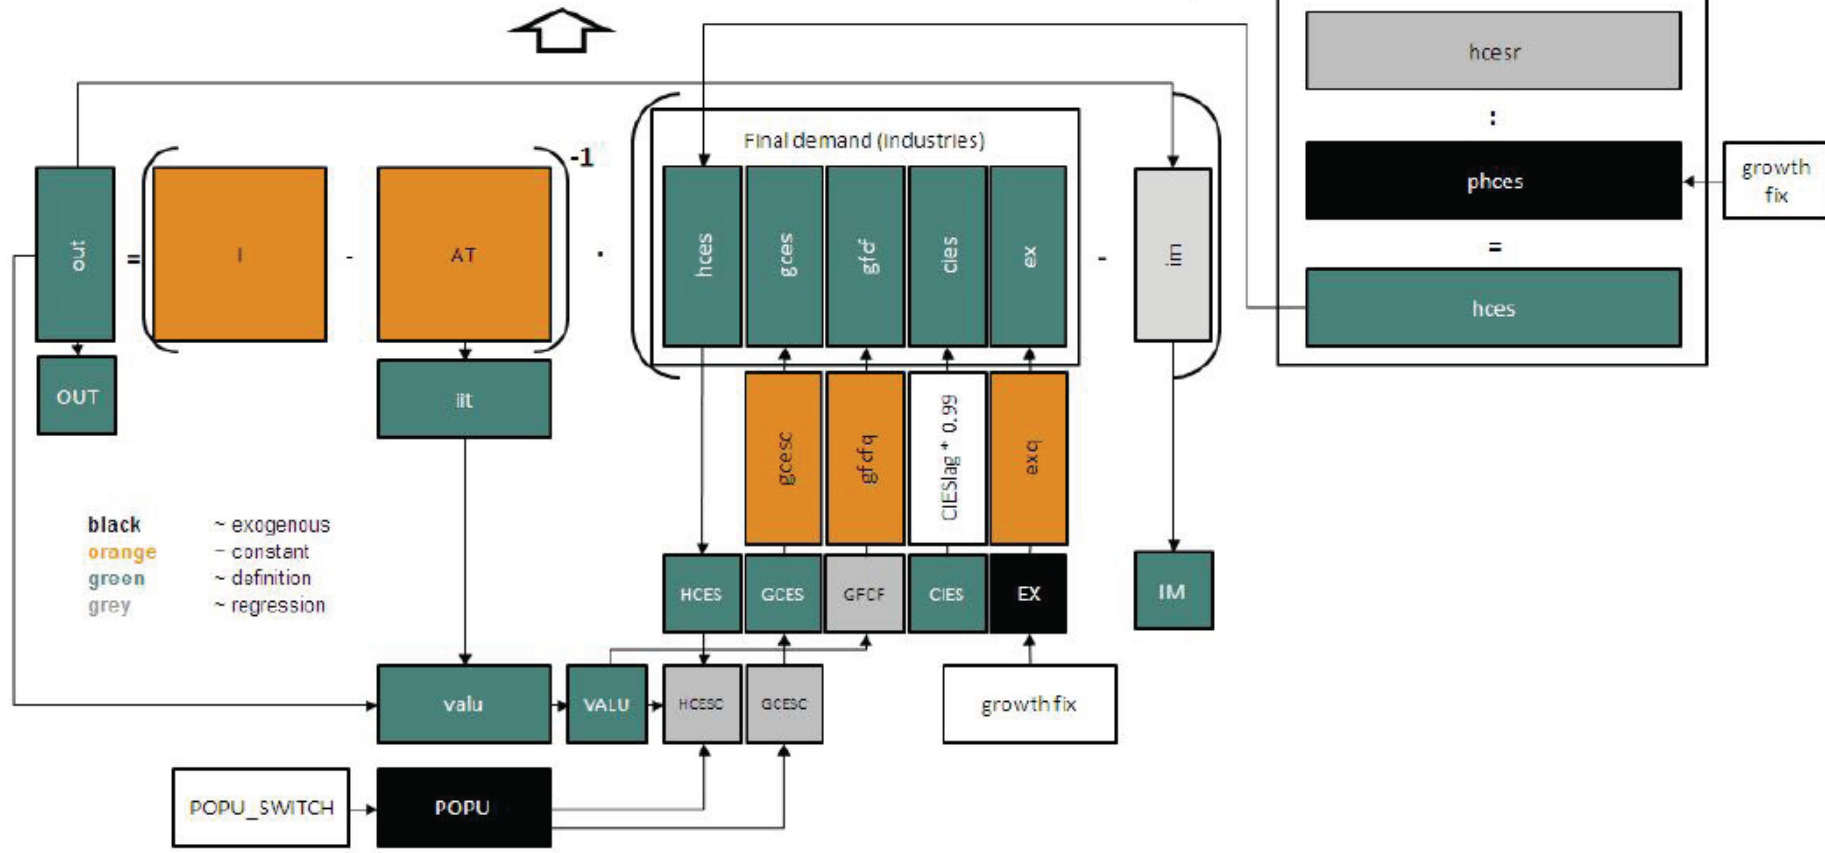 hcesr
:
phces
growth
fix
=
hces
Final demand (industries)
-1
out
=
I
-
AT
·
hces
gces
gfcf
cies
ex
-
im
OUT
iit
gcesc
gfcfq
CIESlag * 0.99
exq
black ~ exogenous
orange ~ constant
green ~ definition
grey ~ regression
HCES
GCES
GFCF
CIES
EX
IM
valu
VALU
HCESC
GCESC
growth fix
POPU_SWITCH
POPU